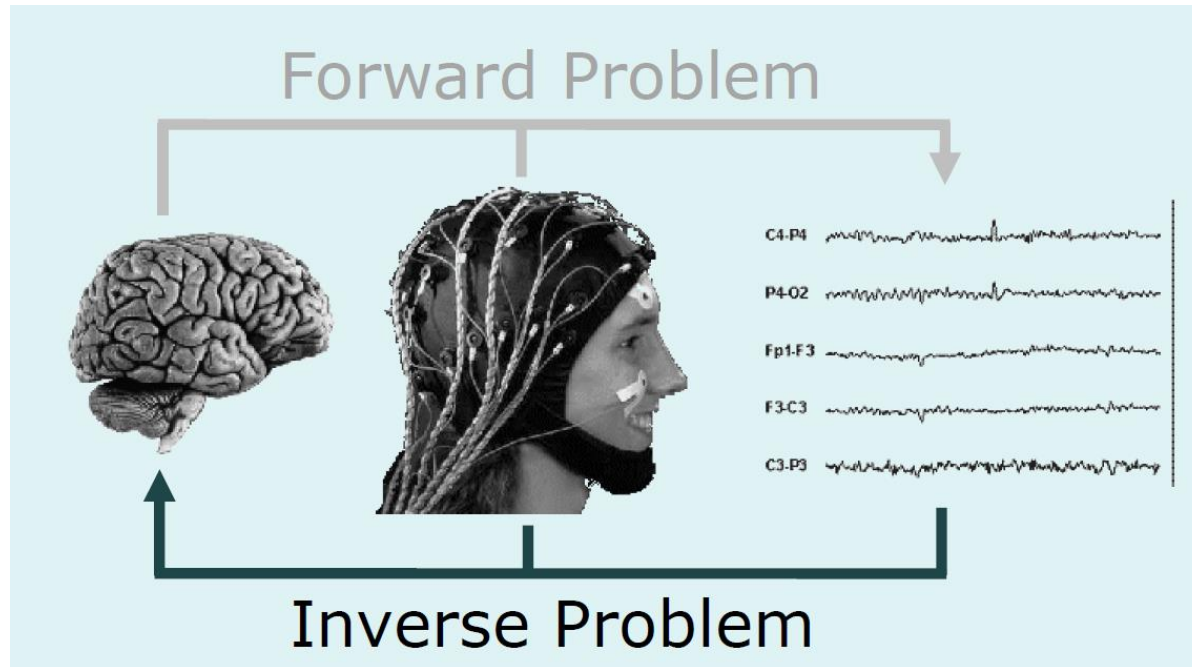 Forward Problem
C4-P4
P4-O2
Fp1-F3
F3-C3
C3-P3
Inverse Problem